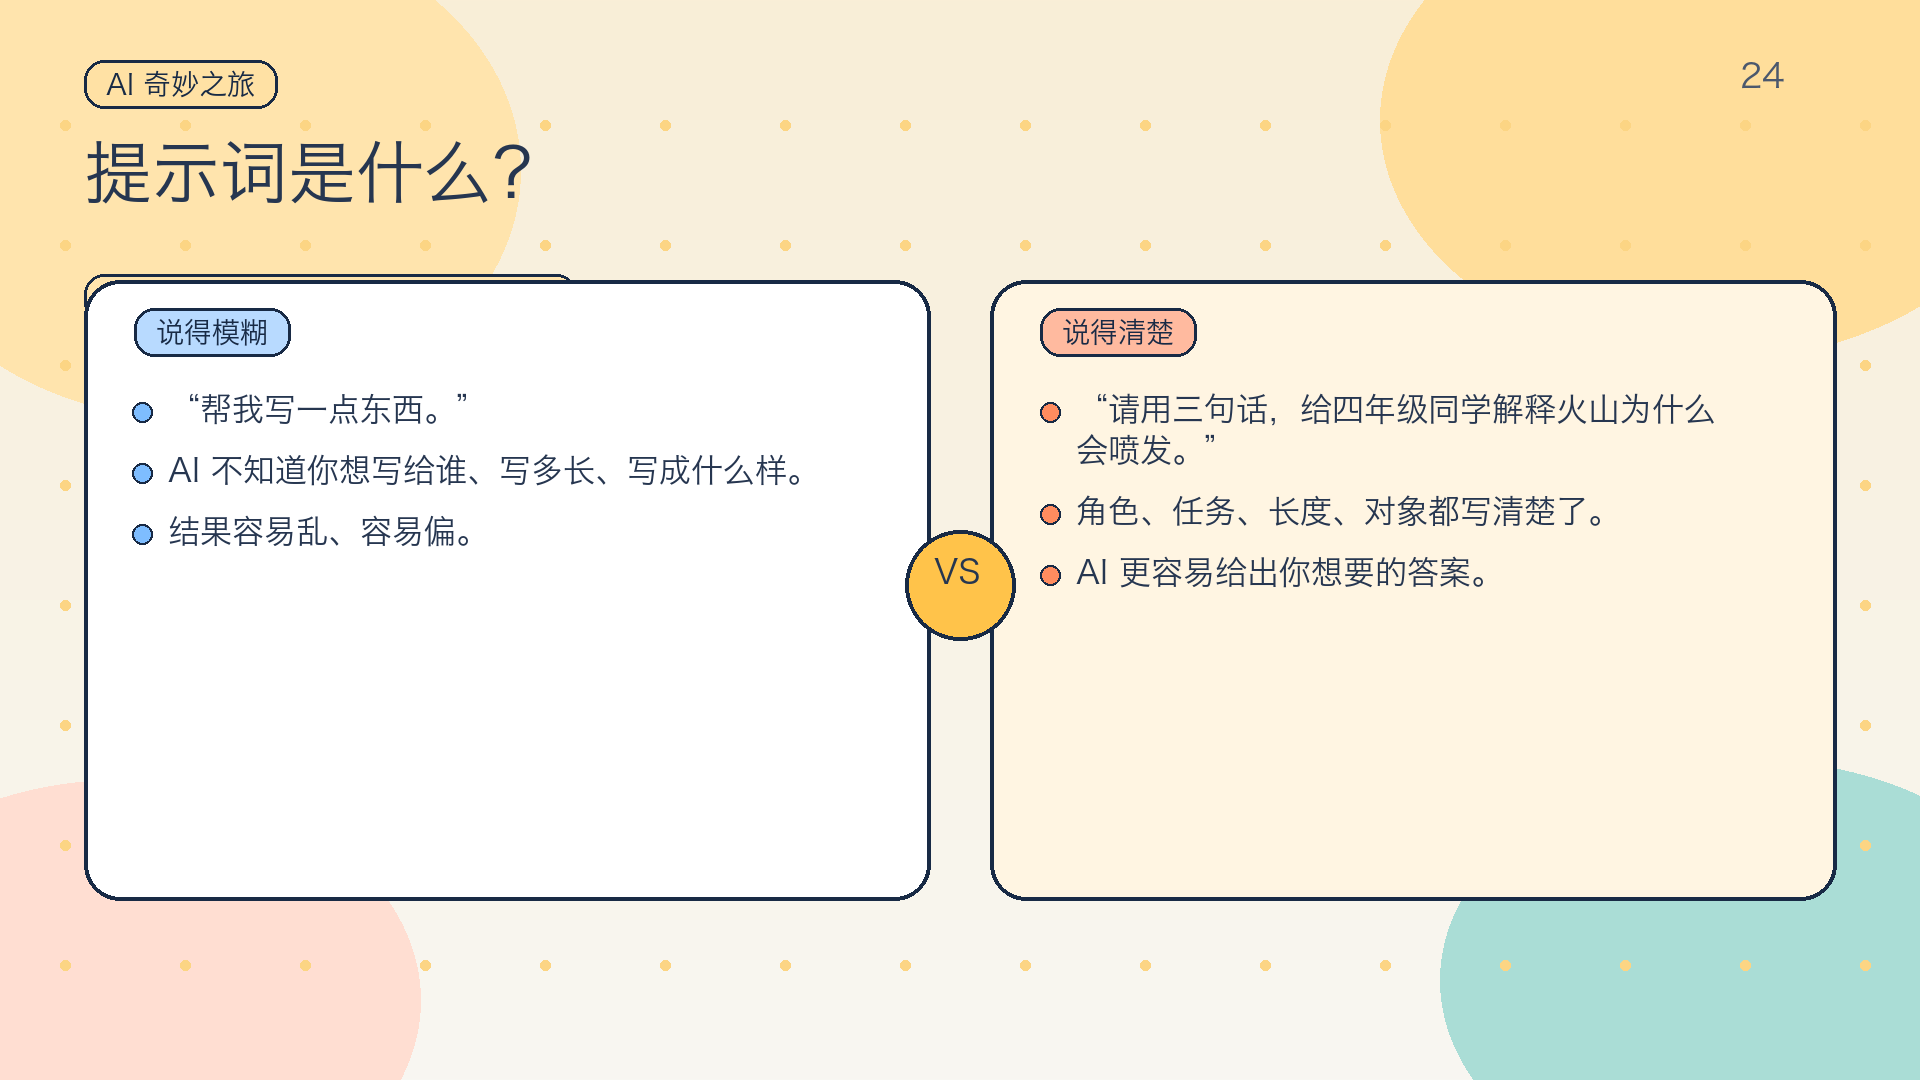 AI 奇妙之旅
24
提示词是什么?
说得模糊
“帮我写一点东西。”
AI 不知道你想写给谁、写多长、写成什么样。
结果容易乱、容易偏。
VS
说得清楚
“请用三句话，给四年级同学解释火山为什么
会喷发。”
角色、任务、长度、对象都写清楚了。
AI 更容易给出你想要的答案。